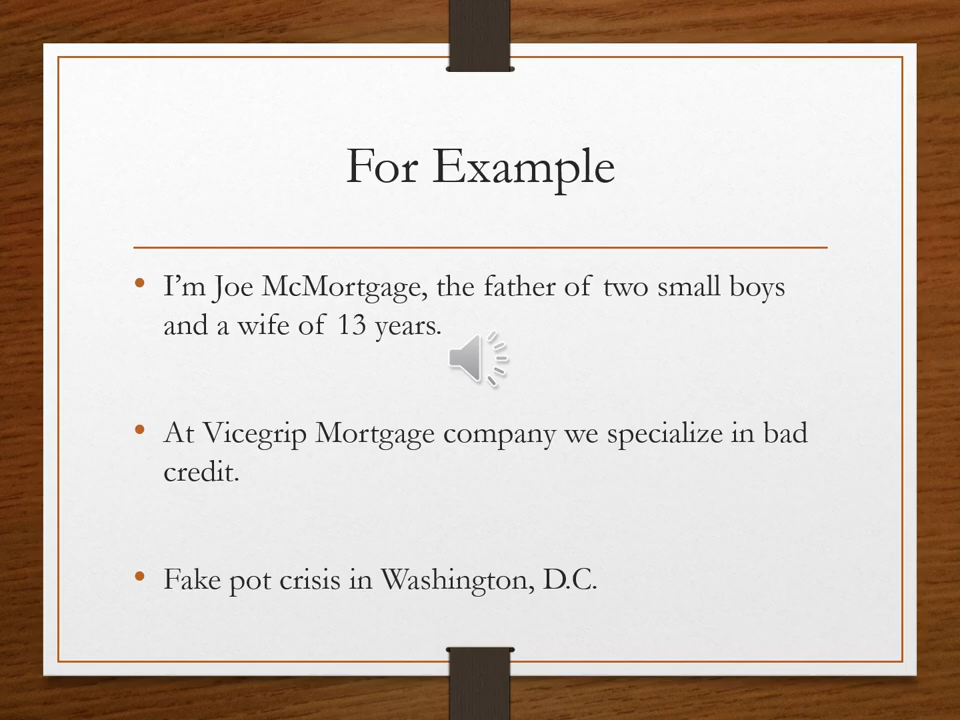 For Example
• I’m Joe McMortgage, the father of two small boys
and a wife of 13 years.
• At Vicegrip Mortgage company we specialize in bad
credit.
• Fake pot crisis in Washington, D.C.